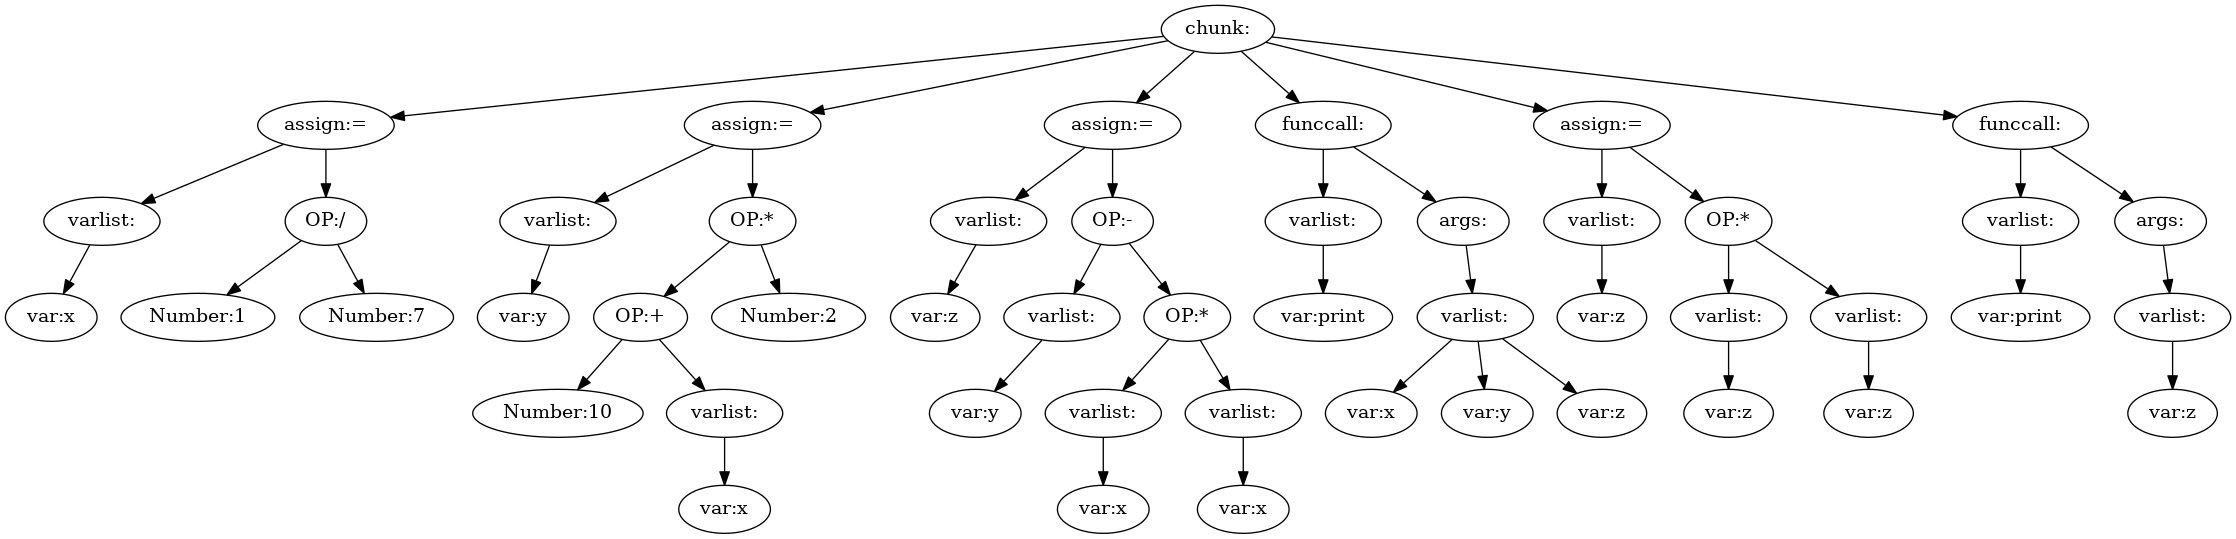 chunk:
assign:=
assign:=
assign:=
funccall:
assign:=
funccall:
varlist:
OP:/
varlist:
OP:*
varlist:
OP:-
varlist:
args:
varlist:
OP:*
varlist:
args:
var:x
Number:1
Number:7
var:y
OP:+
Number:2
var:z
varlist:
OP:*
var:print
varlist:
var:z
varlist:
varlist:
var:print
varlist:
Number:10
varlist:
var:y
varlist:
varlist:
var:x
var:y
var:z
var:z
var:z
var:z
var:x
var:x
var:x